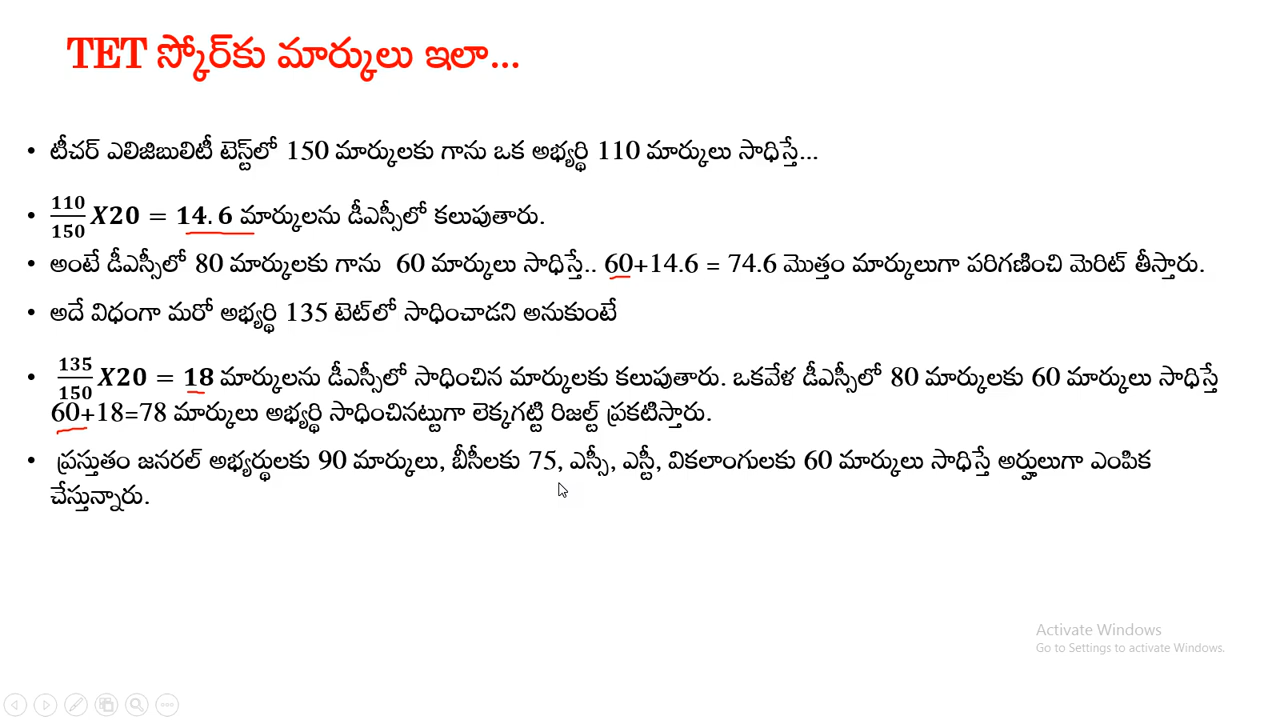 TET స్కోర్‌కు మార్కులు ఇలా...
• టీచర్ ఎలిజిబులిటీ టెస్ట్‌లో 150 మార్కులకు గాను ఒక అభ్యర్థి 110 మార్కులు సాధిస్తే...
• 110/150 X20 = 14.6 మార్కులను డీఎస్సీలో కలుపుతారు.
• అంటే డీఎస్సీలో 80 మార్కులకు గాను 60 మార్కులు సాధిస్తే.. 60+14.6 = 74.6 మొత్తం మార్కులుగా పరిగణించి మెరిట్ తీస్తారు.
• అదే విధంగా మరో అభ్యర్థి 135 టెట్‌లో సాధించాడని అనుకుంటే
• 135/150 X20 = 18 మార్కులను డీఎస్సీలో సాధించిన మార్కులకు కలుపుతారు. ఒకవేళ డీఎస్సీలో 80 మార్కులకు 60 మార్కులు సాధిస్తే
60+18=78 మార్కులు అభ్యర్థి సాధించినట్టుగా లెక్కగట్టి రిజల్ట్ ప్రకటిస్తారు.
• ప్రస్తుతం జనరల్ అభ్యర్థులకు 90 మార్కులు, బీసీలకు 75, ఎస్సీ, ఎస్టీ, వికలాంగులకు 60 మార్కులు సాధిస్తే అర్హులుగా ఎంపిక
చేస్తున్నారు.
Activate Windows
Go to Settings to activate Windows.